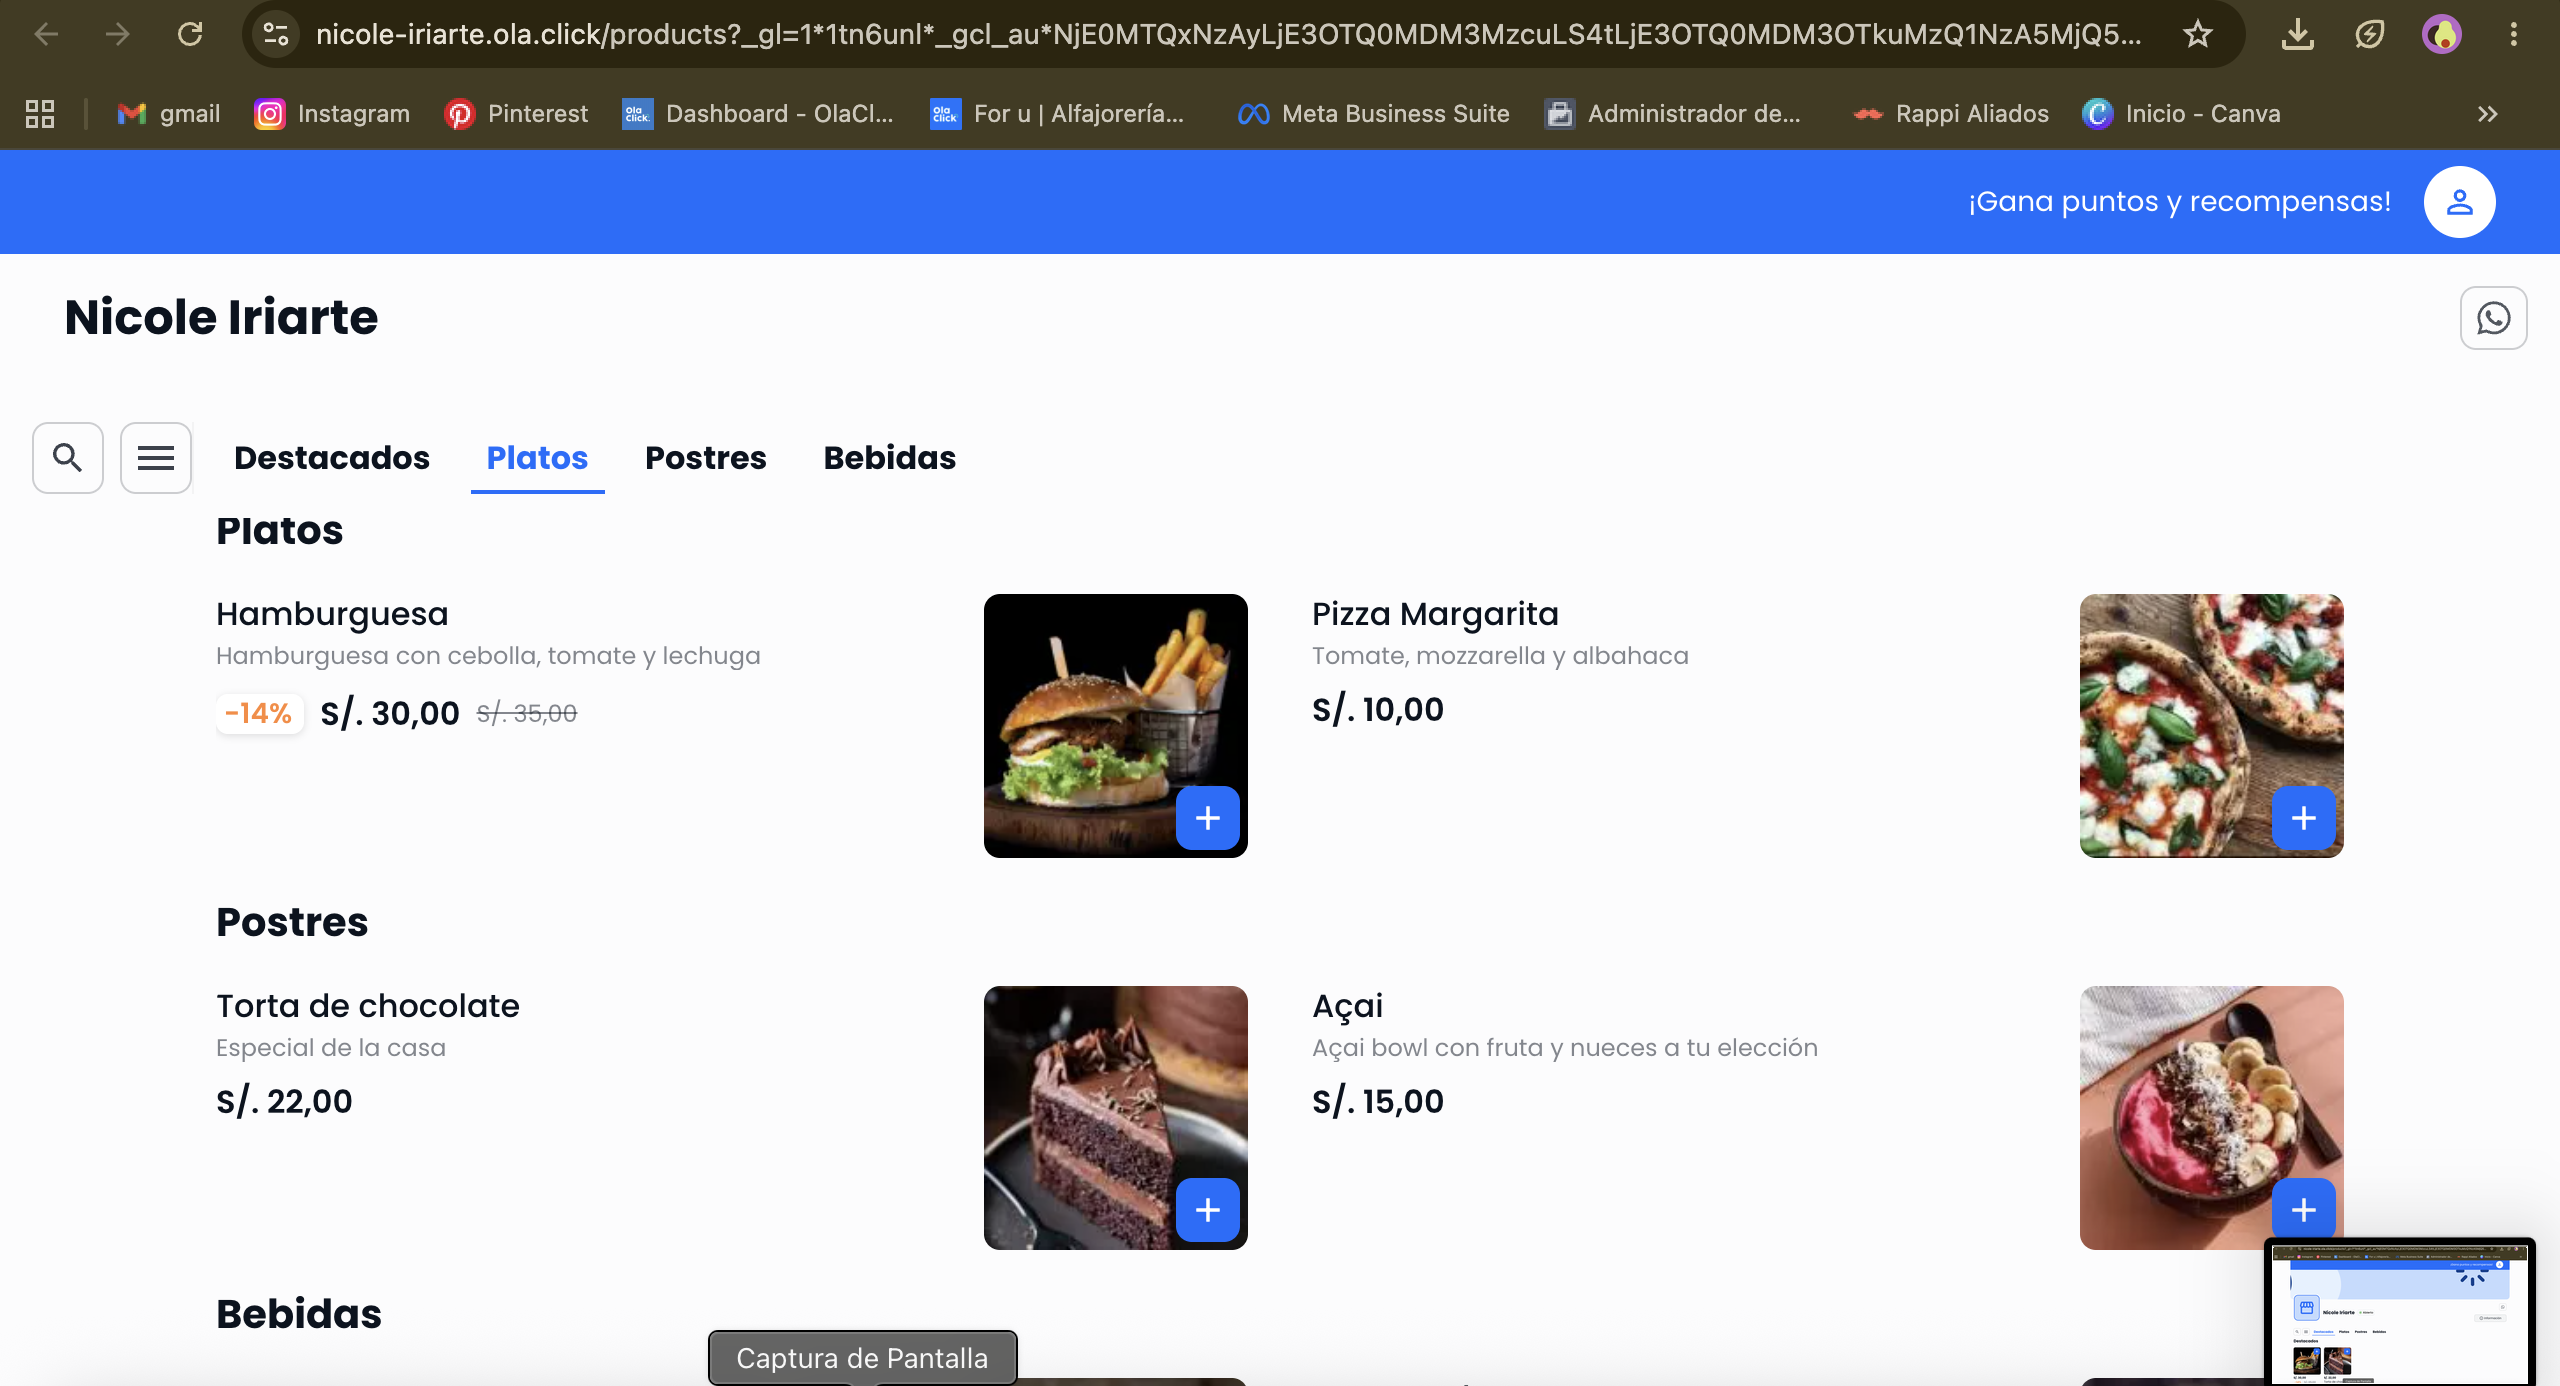 nicole-iriarte.ola.click/products?_gl=1*1tn6unl*_gcl_au*NjE0MTQxNzAyLjE3OTQ0MDM3MzcuLS4tLjE3OTQ0MDM3OTkuMzQ1NzA5MjQ5...
gmail
Instagram
Pinterest
Dashboard - OlaCl...
For u | Alfajorería...
Meta Business Suite
Administrador de...
Rappi Aliados
Inicio - Canva
¡Gana puntos y recompensas!
Nicole Iriarte
Destacados
Platos
Postres
Bebidas
Platos
Hamburguesa
Hamburguesa con cebolla, tomate y lechuga
-14% S/. 30,00 S/. 35,00
Pizza Margarita
Tomate, mozzarella y albahaca
S/. 10,00
Postres
Torta de chocolate
Especial de la casa
S/. 22,00
Açai
Açai bowl con fruta y nueces a tu elección
S/. 15,00
Bebidas
Captura de Pantalla
Nicole Iriarte